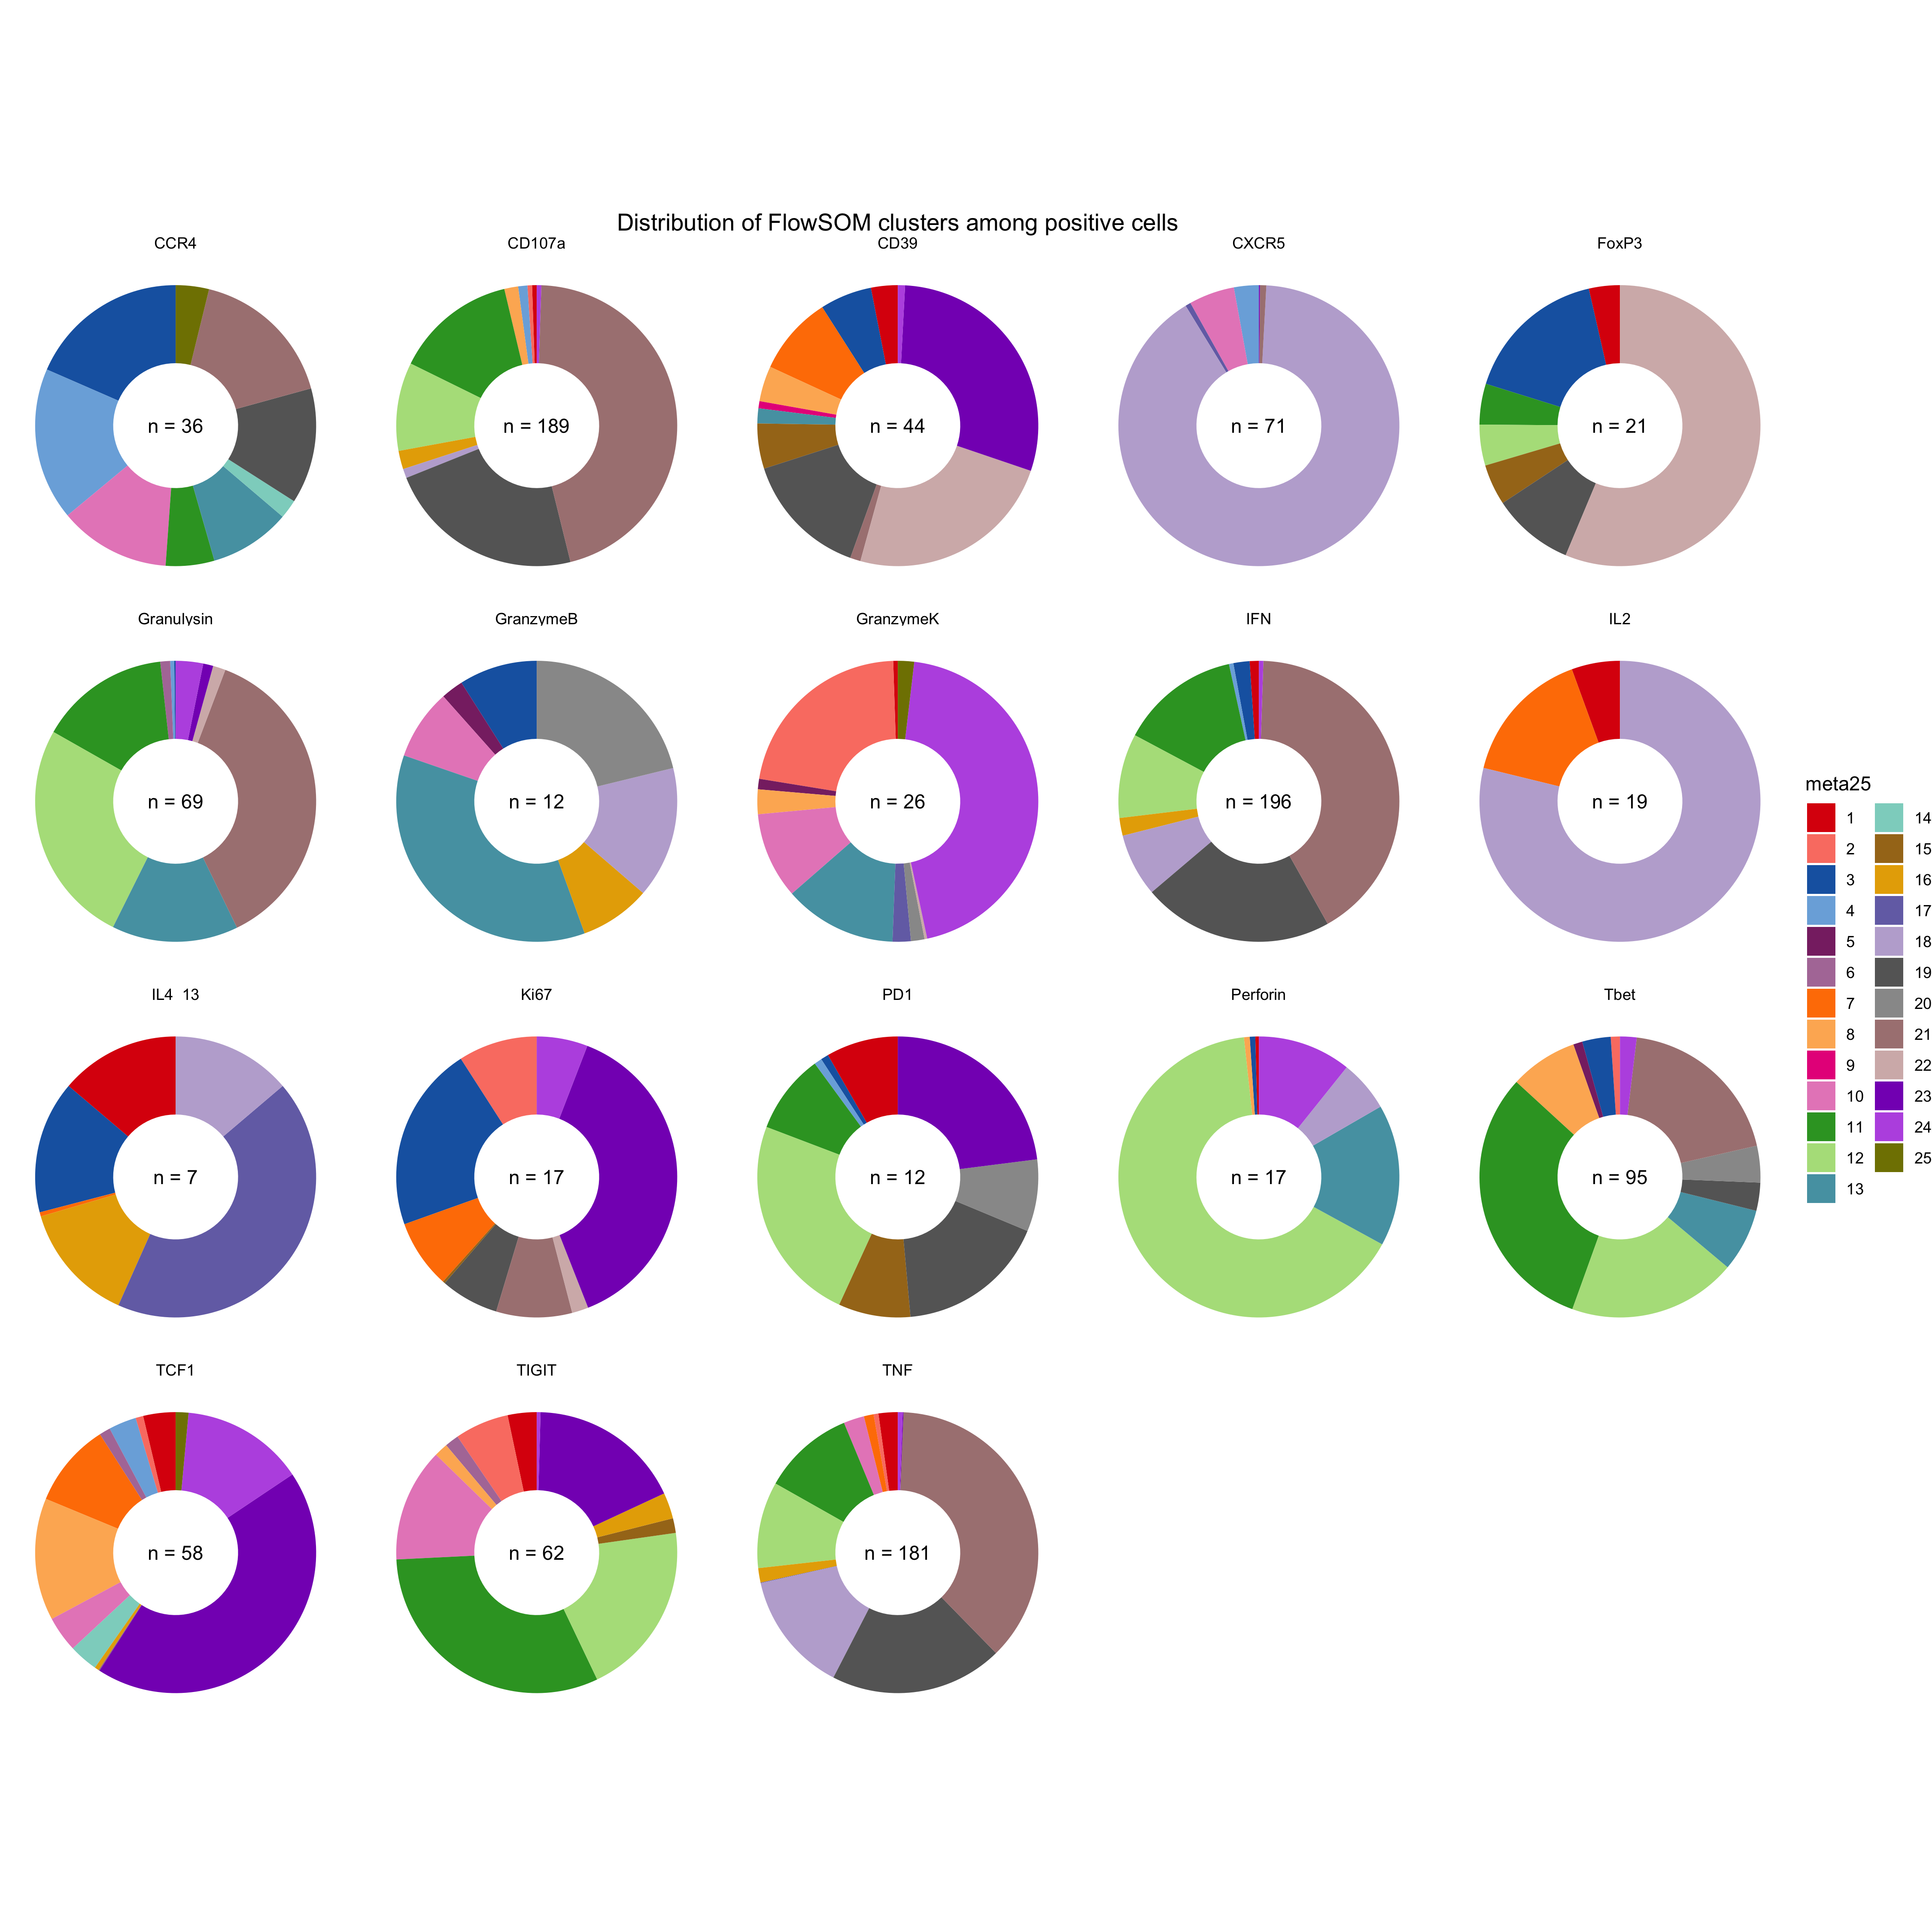 Distribution of FlowSOM clusters among positive cells
CCR4
CD107a
CD39
CXCR5
FoxP3
n = 36
n = 189
n = 44
n = 71
n = 21
Granulysin
GranzymeB
GranzymeK
IFN
IL2
n = 69
n = 12
n = 26
n = 196
n = 19
IL4 13
Ki67
PD1
Perforin
Tbet
n = 7
n = 17
n = 12
n = 17
n = 95
TCF1
TIGIT
TNF
n = 58
n = 62
n = 181
meta25
1
2
3
4
5
6
7
8
9
10
11
12
13
14
15
16
17
18
19
20
21
22
23
24
25